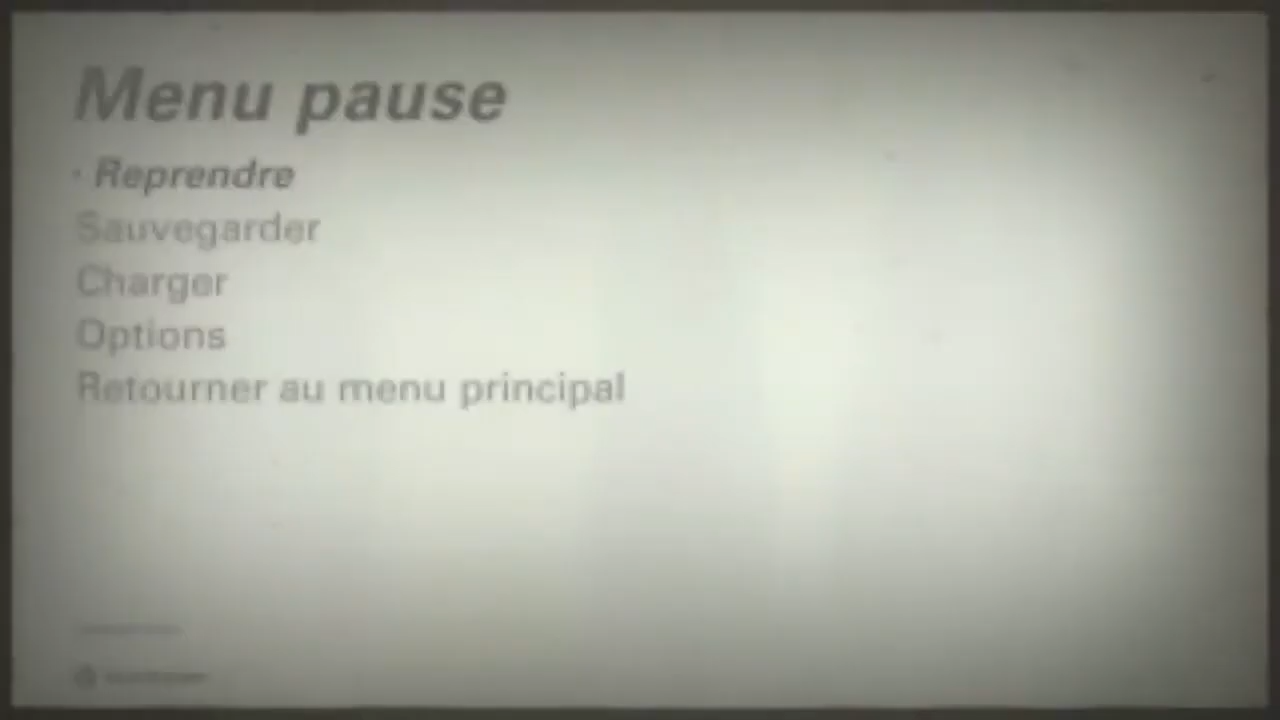 Menu pause
· Reprendre
Sauvegarder
Charger
Options
Retourner au menu principal